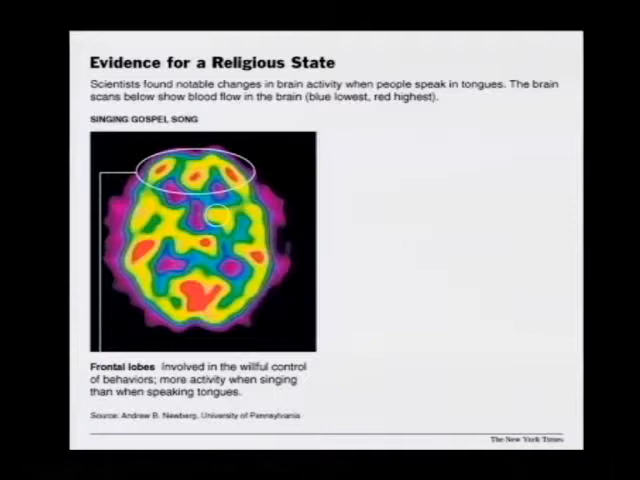 Evidence for a Religious State
Scientists found notable changes in brain activity when people speak in tongues. The brain
scans below show blood flow in the brain (blue lowest, red highest).
SINGING GOSPEL SONG
Frontal lobes Involved in the willful control
of behaviors; more activity when singing
than when speaking tongues.
Source: Andrew B. Newberg, University of Pennsylvania
The New York Times